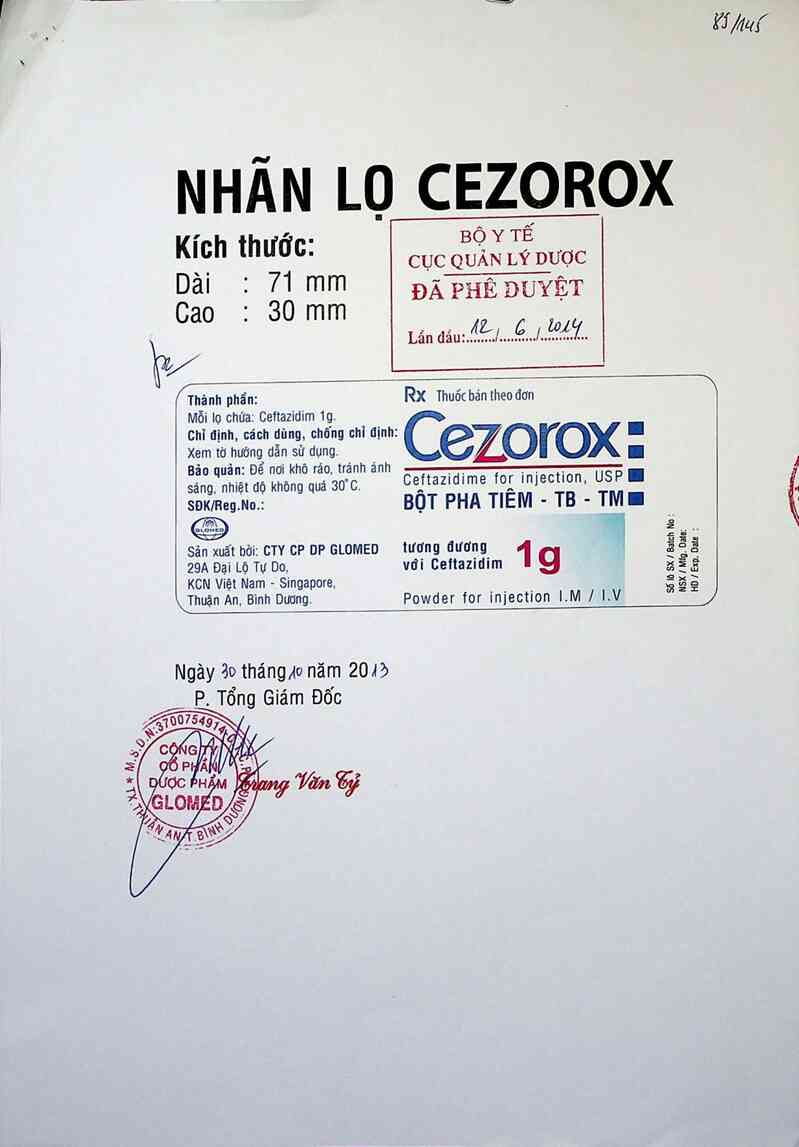 85/145
NHÃN LỌ CEZOROX
Kích thước:
Dài : 71 mm
Cao : 30 mm
BỘ Y TẾ
CỤC QUẢN LÝ DƯỢC
ĐÃ PHÊ DUYỆT
Lần đầu: 12 / 6 / 2014
Thành phần:
Mỗi lọ chứa: Ceftazidim 1g.
Chỉ định, cách dùng, chống chỉ định:
Xem tờ hướng dẫn sử dụng.
Bảo quản: Để nơi khô ráo, tránh ánh
sáng, nhiệt độ không quá 30°C.
SĐK/Reg.No.:
GLOMED
Sản xuất bởi: CTY CP DP GLOMED
29A Đại Lộ Tự Do,
KCN Việt Nam - Singapore,
Thuận An, Bình Dương.
Rx Thuốc bán theo đơn
Cezorox
Ceftazidime for injection, USP
BỘT PHA TIÊM - TB - TM
tương đương
với Ceftazidim
1g
Powder for injection I.M / I.V
Số lô SX / Batch No :
NSX / Mfg. Date:
HD / Exp. Date :
Ngày 30 tháng 10 năm 2013
P. Tổng Giám Đốc
M.S.D.N:3700754914
CÔNG TY
CỔ PHẦN
DƯỢC PHẨM
GLOMED
TX.THUẬN AN-T.BÌNH DƯƠNG
Trang Văn Tỷ